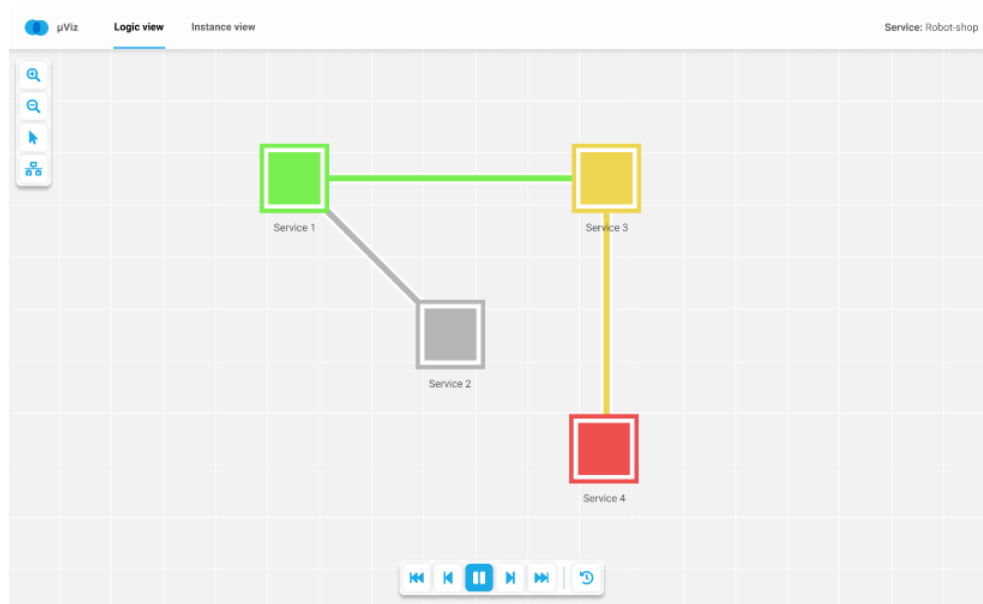 μViz
Logic view
Instance view
Service: Robot-shop
Service 1
Service 3
Service 2
Service 4